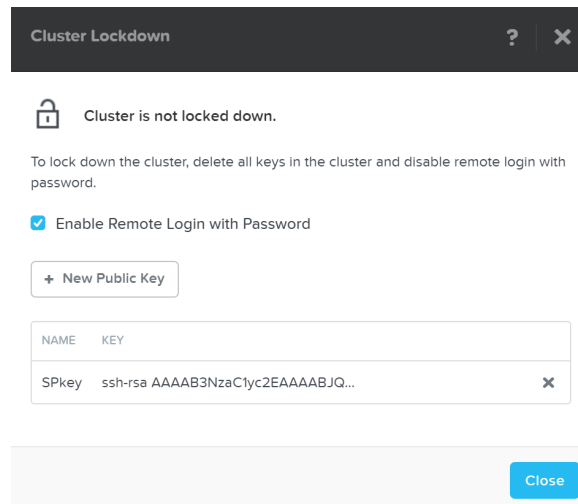 Cluster Lockdown
?
Cluster is not locked down.
To lock down the cluster, delete all keys in the cluster and disable remote login with
password.
Enable Remote Login with Password
+ New Public Key
NAME KEY
SPkey ssh-rsa AAAAB3NzaC1yc2EAAAABJQ...
Close